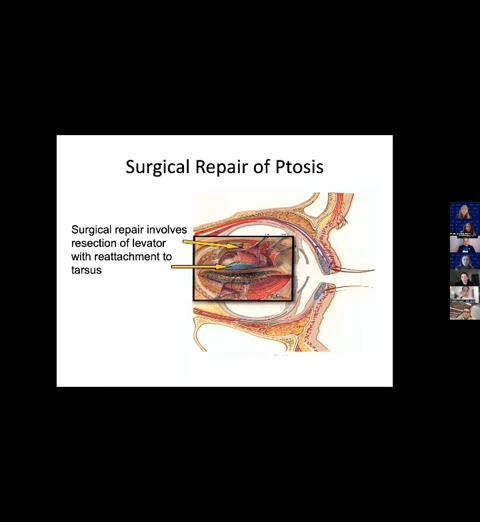 Surgical Repair of Ptosis
Surgical repair involves
resection of levator
with reattachment to
tarsus